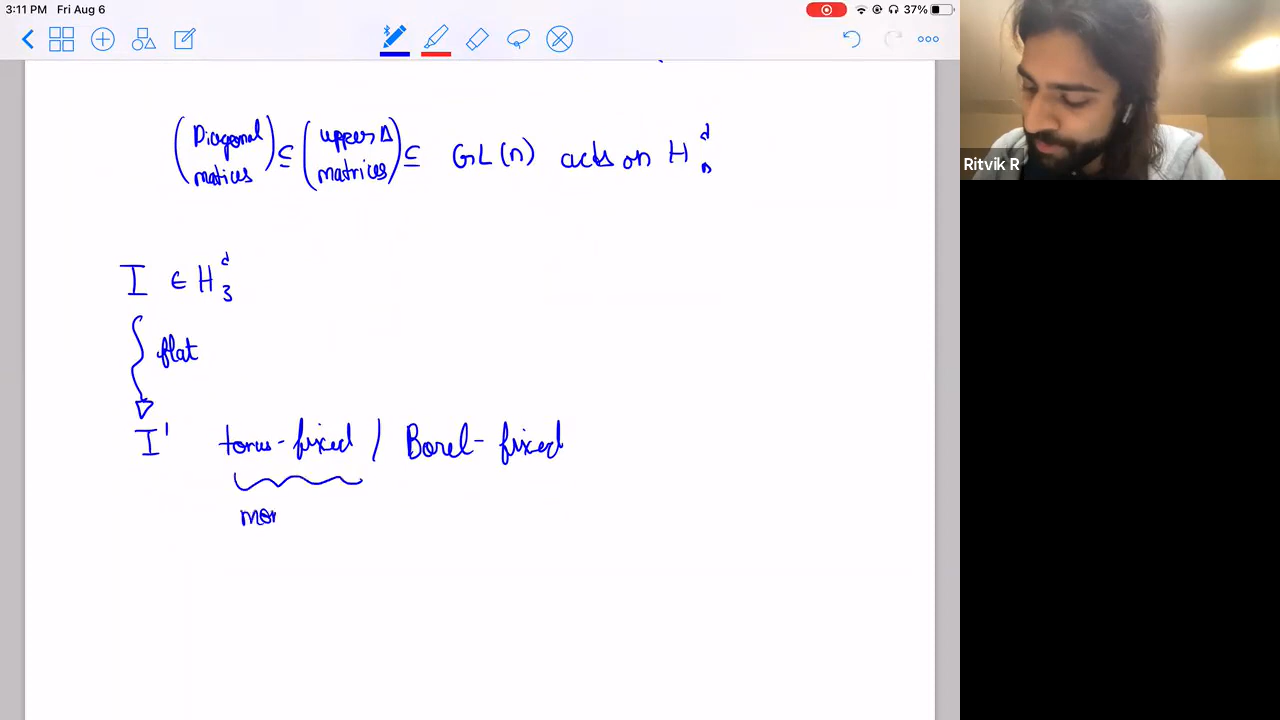 3:11 PM Fri Aug 6
37%
(Diagonal matices) ⊆ (upper Δ matrices) ⊆ GL(n) acts on H^d_n
Ritvik R
I ∈ H^d_3
flat
I' torus-fixed / Borel-fixed
mon